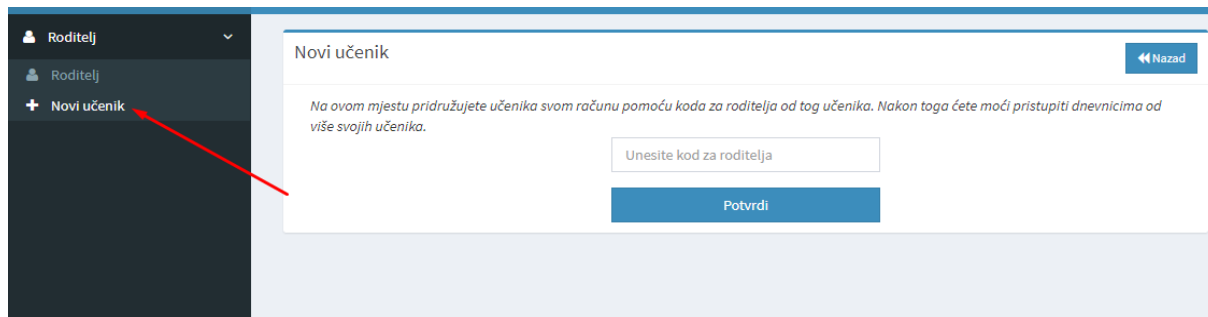 Roditelj
Roditelj
Novi učenik
Novi učenik
Nazad
Na ovom mjestu pridružujete učenika svom računu pomoću koda za roditelja od tog učenika. Nakon toga ćete moći pristupiti dnevnicima od
više svojih učenika.
Unesite kod za roditelja
Potvrdi